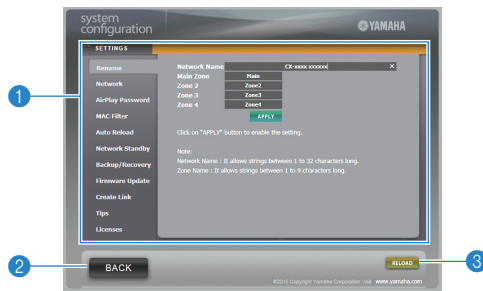 system
configuration
YAMAHA
SETTINGS
Rename
Network
AirPlay Password
MAC Filter
Auto Reload
Network Standby
Backup/Recovery
Firmware Update
Create Link
Tips
Licenses
Network Name CX-xxxx xxxxxx ×
Main Zone Main
Zone 2 Zone2
Zone 3 Zone3
Zone 4 Zone4
APPLY
Click on "APPLY" button to enable the setting.
Note:
Network Name : It allows strings between 1 to 32 characters long.
Zone Name : It allows strings between 1 to 9 characters long.
1
2
BACK
RELOAD
3
©2015 Copyright Yamaha Corporation Visit www.yamaha.com